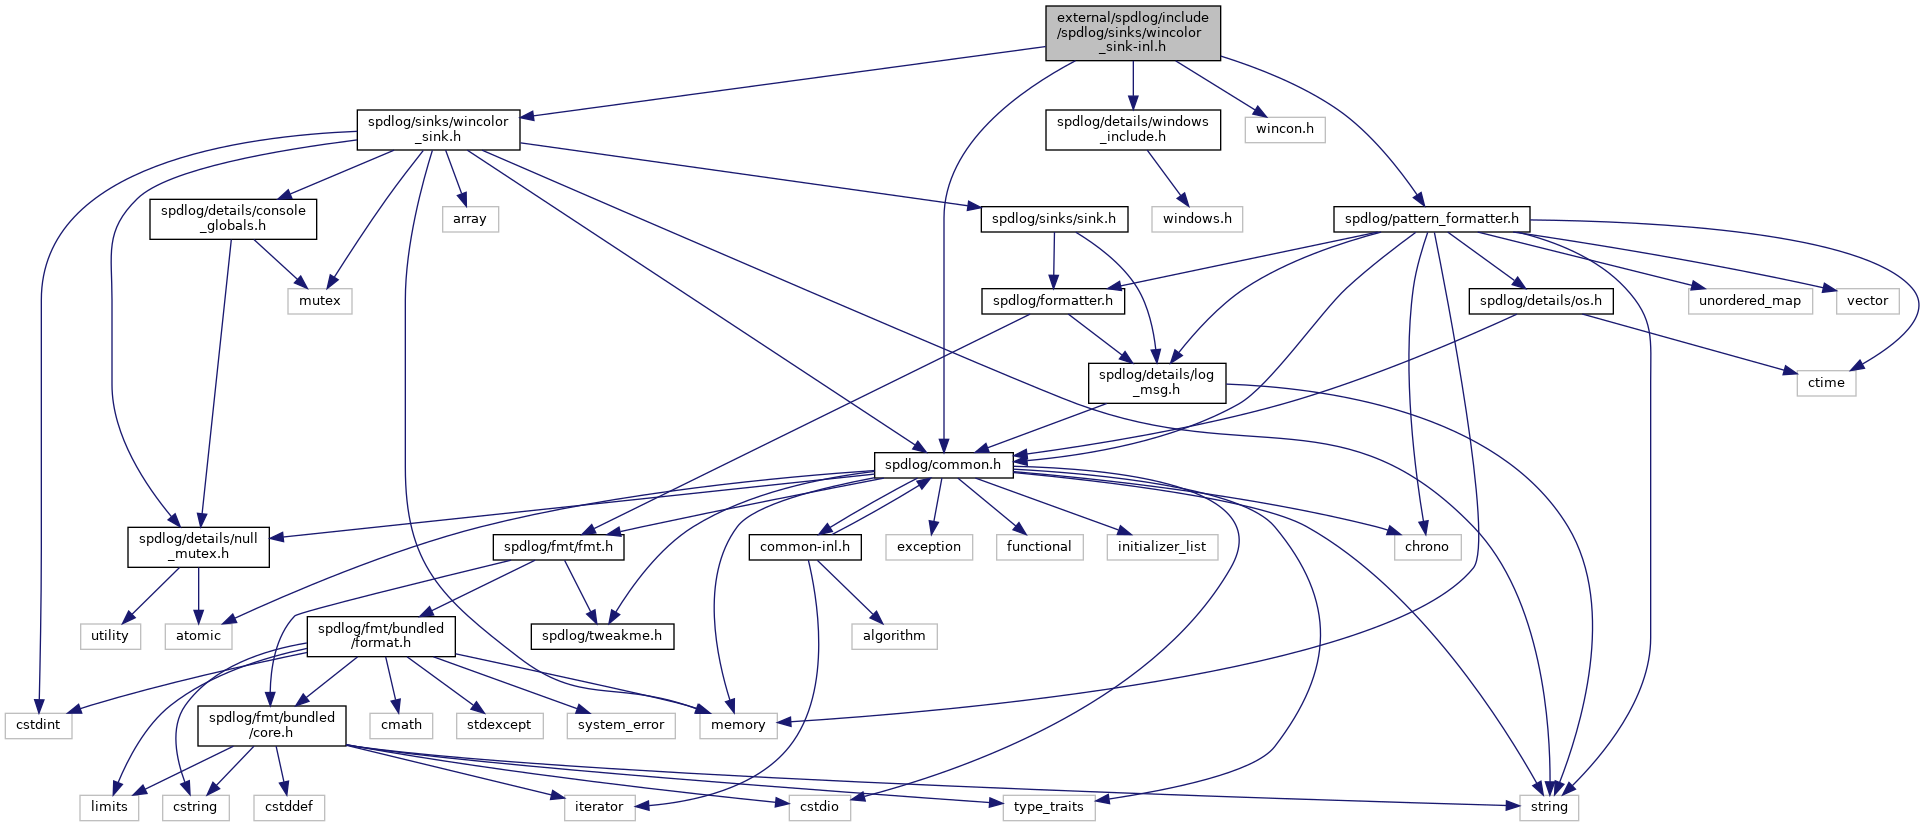 external/spdlog/include
/spdlog/sinks/wincolor
_sink-inl.h
spdlog/sinks/wincolor
_sink.h
spdlog/details/windows
_include.h
wincon.h
spdlog/details/console
_globals.h
array
spdlog/sinks/sink.h
windows.h
spdlog/pattern_formatter.h
mutex
spdlog/formatter.h
spdlog/details/os.h
unordered_map
vector
spdlog/details/log
_msg.h
ctime
spdlog/common.h
spdlog/details/null
_mutex.h
spdlog/fmt/fmt.h
common-inl.h
exception
functional
initializer_list
chrono
utility
atomic
spdlog/fmt/bundled
/format.h
spdlog/tweakme.h
algorithm
cstdint
spdlog/fmt/bundled
/core.h
cmath
stdexcept
system_error
memory
limits
cstring
cstddef
iterator
cstdio
type_traits
string